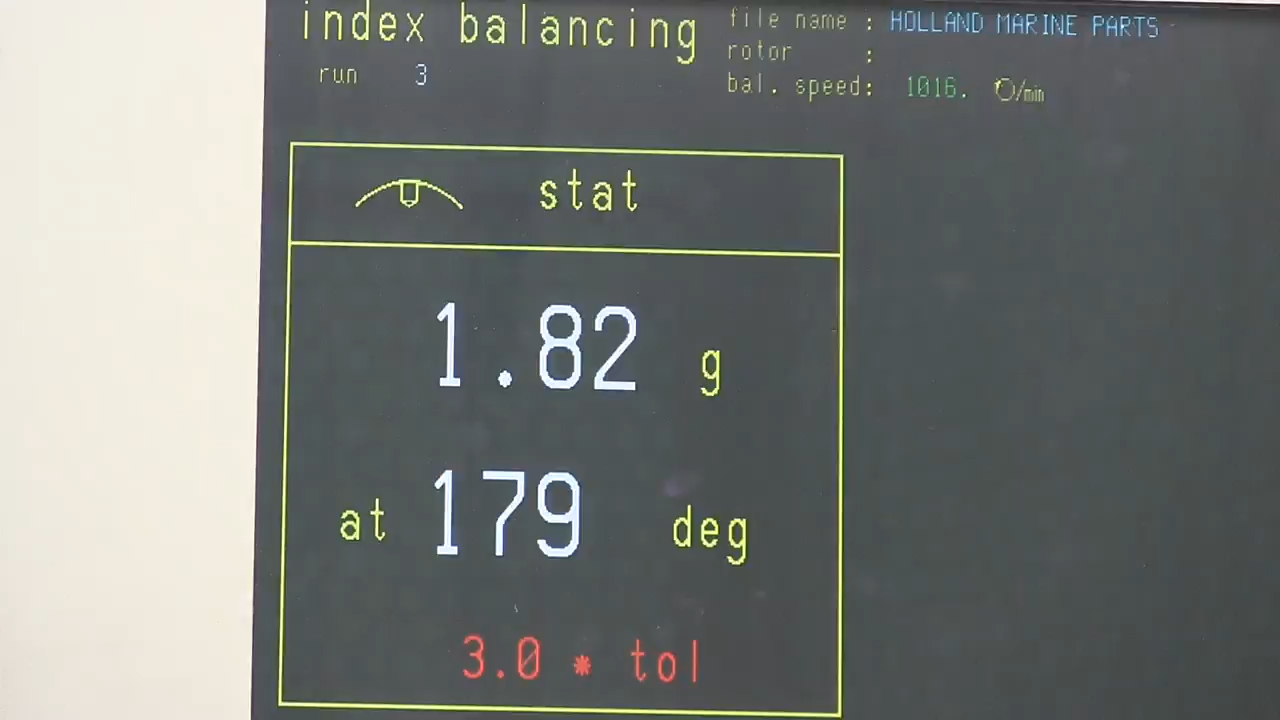 index balancing
run 3
file name : HOLLAND MARINE PARTS
rotor :
bal. speed: 1016. /min
stat
1.82 g
at 179 deg
3.0 * tol